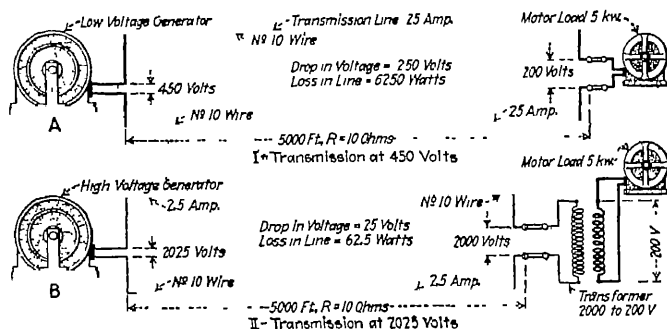 Low Voltage Generator
Transmission Line 25 Amp.
Nº 10 Wire
Motor Load 5 kw.
Drop in Voltage = 250 Volts
Loss in Line = 6250 Watts
450 Volts
200 Volts
A
Nº 10 Wire
25 Amp.
5000 Ft, R = 10 Ohms
I - Transmission at 450 Volts
High Voltage Generator
2.5 Amp.
Motor Load 5 kw.
Nº 10 Wire
Drop in Voltage = 25 Volts
Loss in Line = 62.5 Watts
2025 Volts
2000 Volts
200 V
B
Nº 10 Wire
2.5 Amp.
5000 Ft, R = 10 Ohms
Transformer
2000 to 200 V
II - Transmission at 2025 Volts